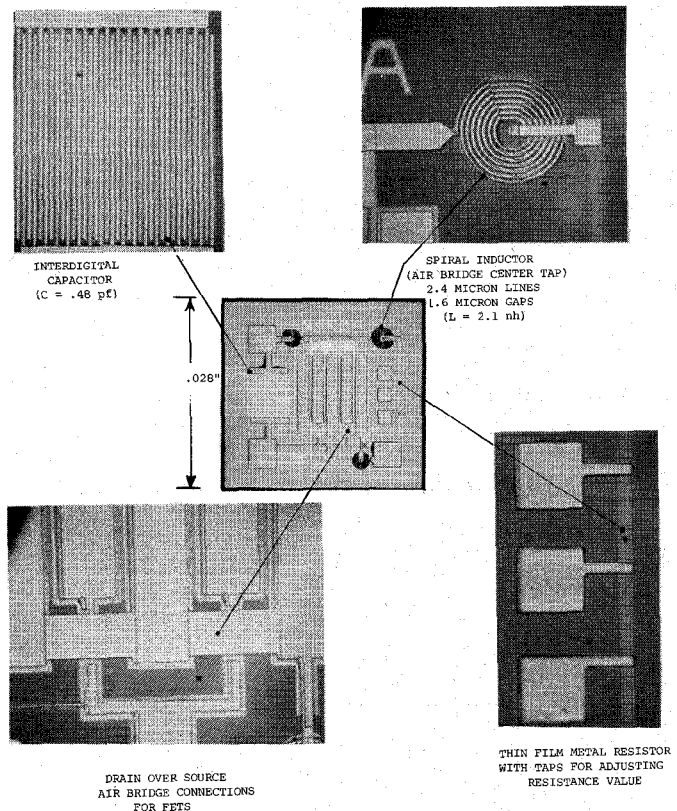 A
INTERDIGITAL
CAPACITOR
(C = .48 pf)
SPIRAL INDUCTOR
(AIR BRIDGE CENTER TAP)
2.4 MICRON LINES
1.6 MICRON GAPS
(L = 2.1 nh)
.028"
DRAIN OVER SOURCE
AIR BRIDGE CONNECTIONS
FOR FETS
THIN FILM METAL RESISTOR
WITH TAPS FOR ADJUSTING
RESISTANCE VALUE